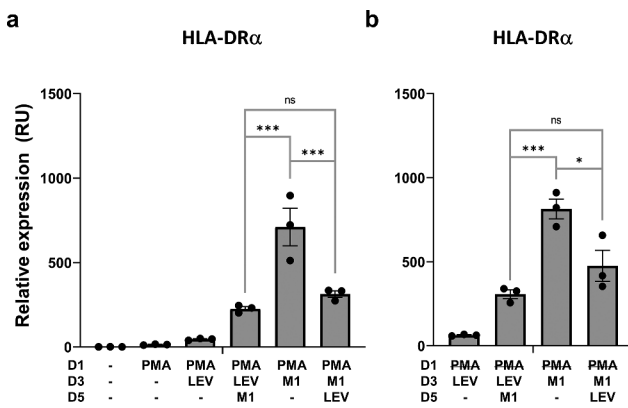 a
b
HLA-DRα
HLA-DRα
Relative expression (RU)
1500
1000
500
0
ns
***
***
1500
1000
500
0
ns
***
*
D1 - PMA PMA PMA PMA PMA
D3 - - LEV LEV M1 M1
D5 - - - M1 - LEV
D1 PMA PMA PMA PMA
D3 LEV LEV M1 M1
D5 - M1 - LEV